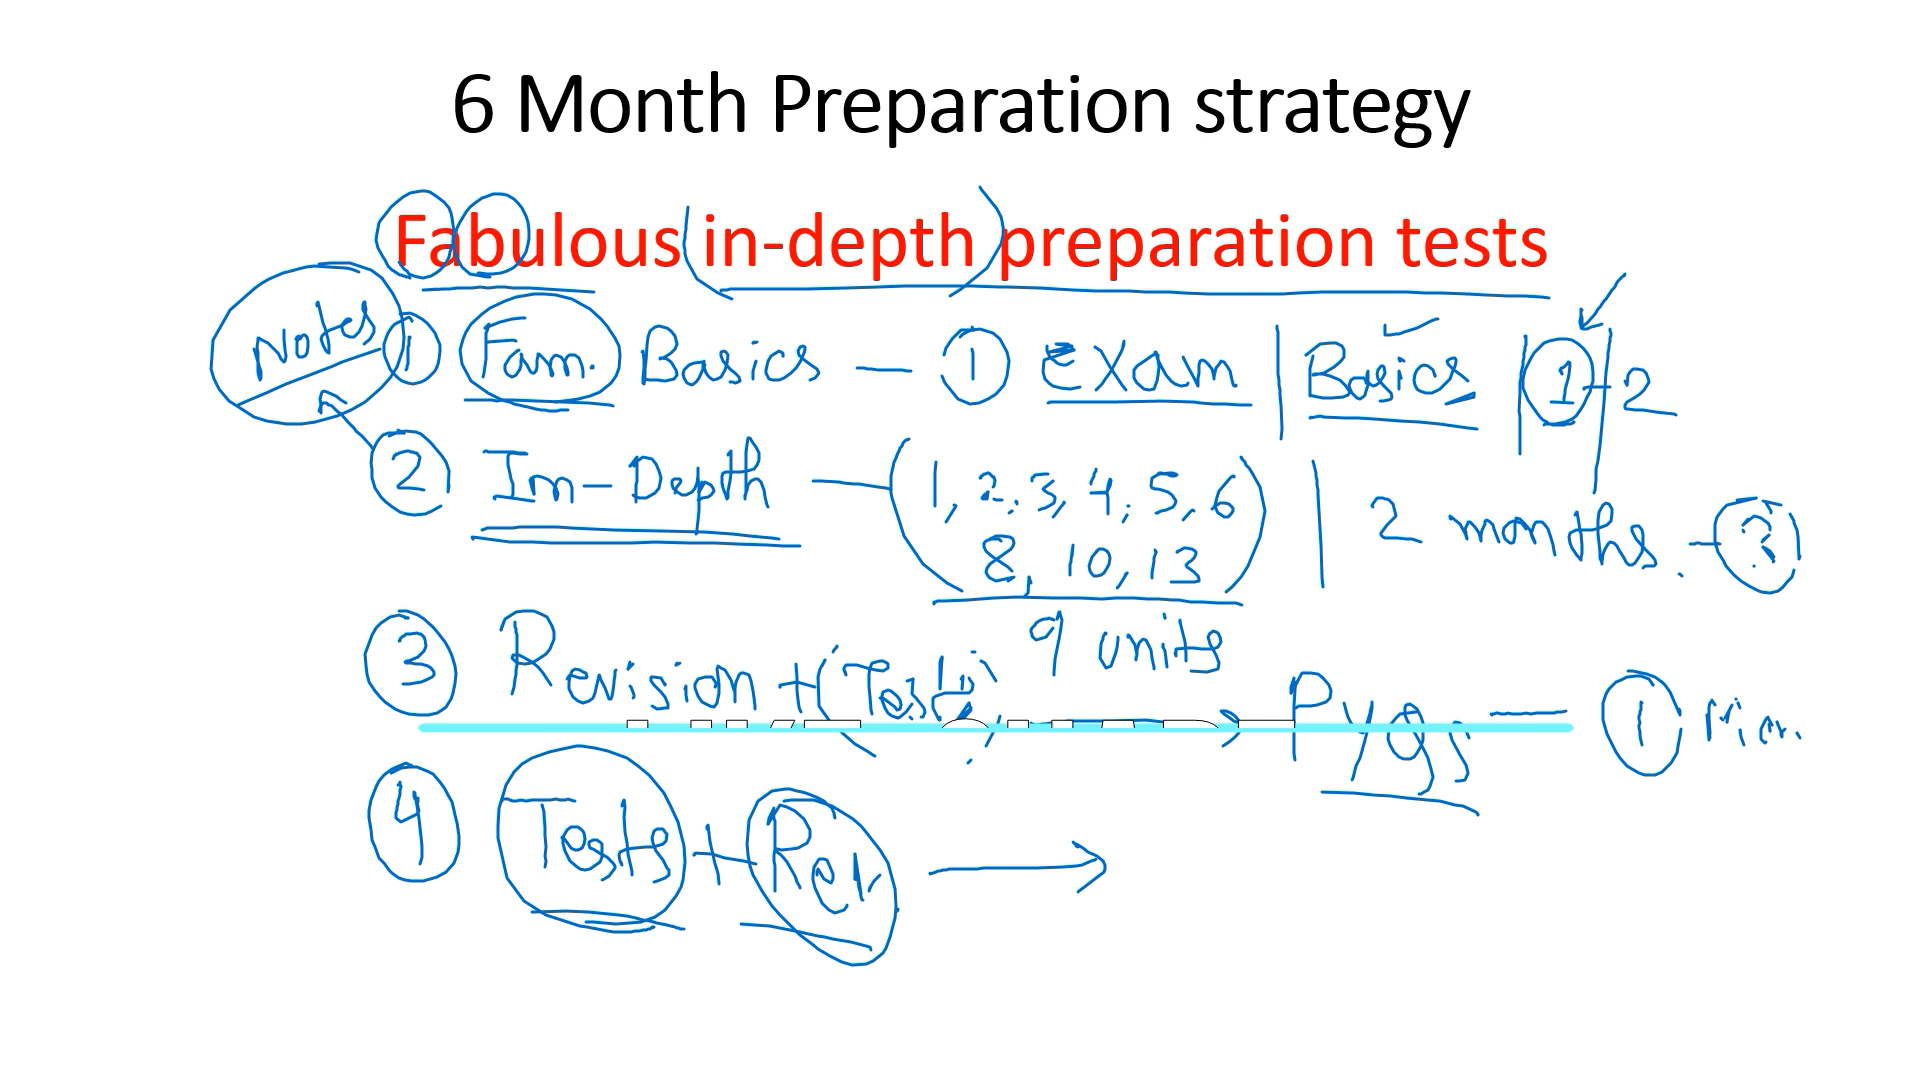 6 Month Preparation strategy
Fabulous in-depth preparation tests
Notes
① Fam. Basics — ① Exam | Basics | ① - 2
② In-Depth — (1, 2, 3, 4, 5, 6 | 2 months. - ?
8, 10, 13)
9 units
③ Revision + (Test) → Pyqs — ①
④ Tests + Rev →